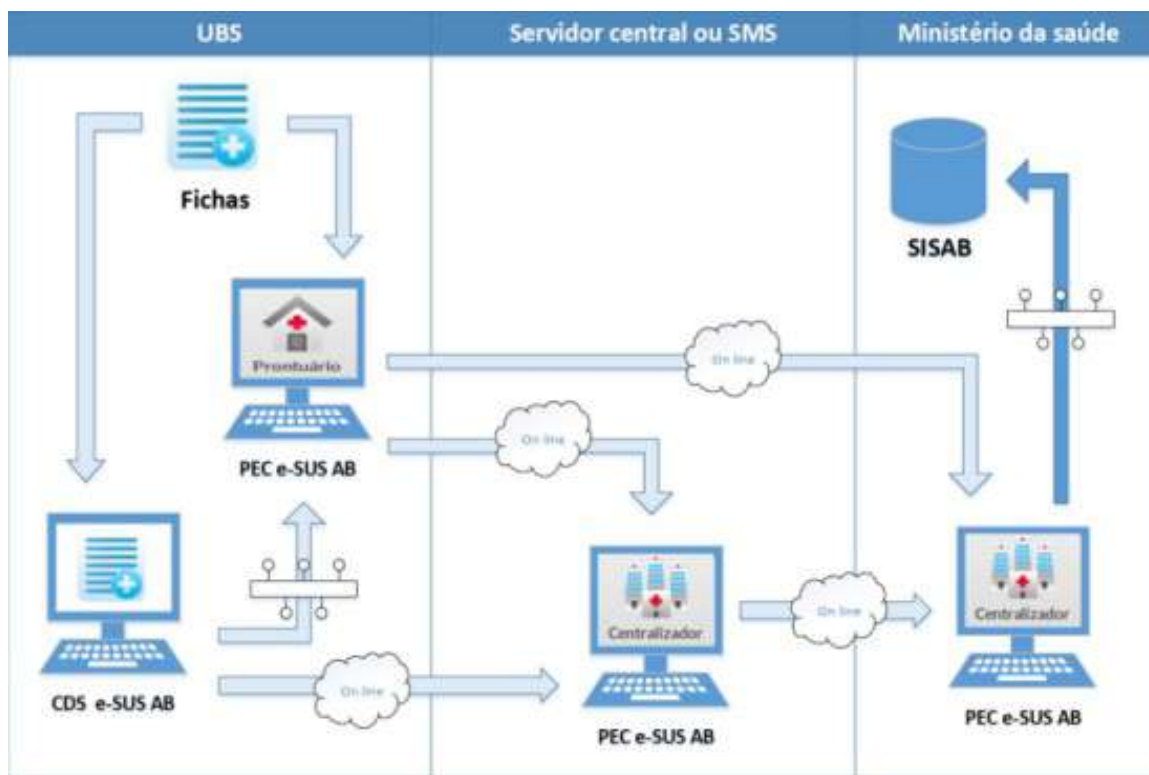 UBS
Servidor central ou SMS
Ministério da saúde
Fichas
SISAB
Prontuário
On line
On line
PEC e-SUS AB
Centralizador
Centralizador
On line
On line
CDS e-SUS AB
PEC e-SUS AB
PEC e-SUS AB